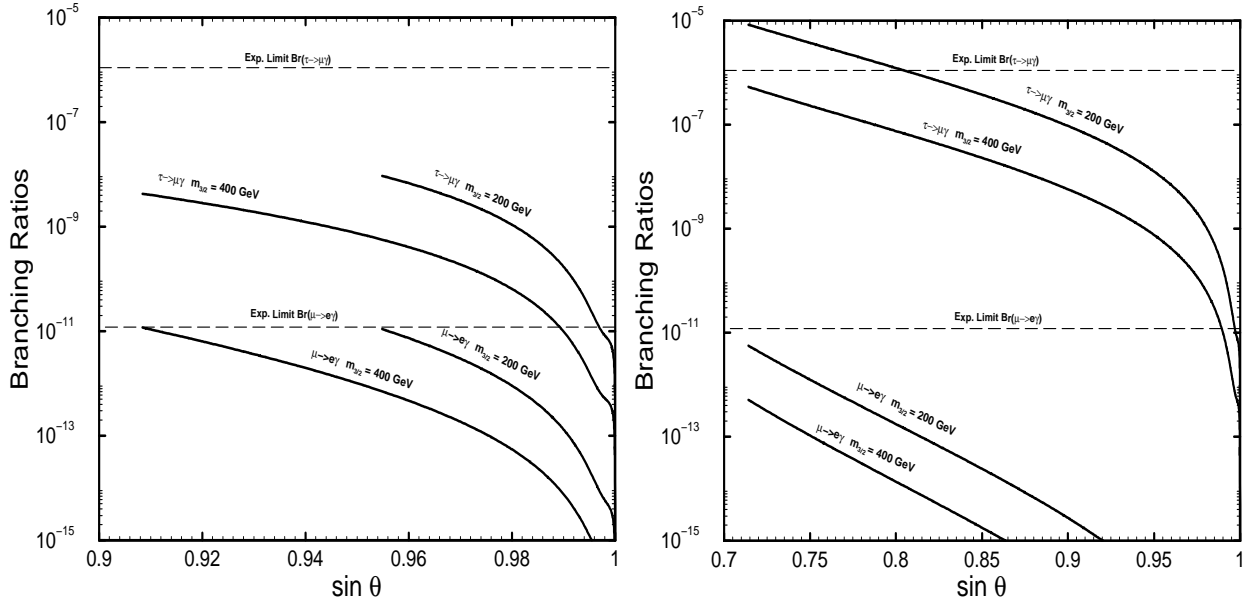 10⁻⁵
10⁻⁷
10⁻⁹
10⁻¹¹
10⁻¹³
10⁻¹⁵
Branching Ratios
Exp. Limit Br(τ−>μγ)
τ−>μγ m3/2 = 400 GeV
τ−>μγ m3/2 = 200 GeV
Exp. Limit Br(μ−>eγ)
μ−>eγ m3/2 = 200 GeV
μ−>eγ m3/2 = 400 GeV
0.9 0.92 0.94 0.96 0.98 1
sin θ
10⁻⁵
10⁻⁷
10⁻⁹
10⁻¹¹
10⁻¹³
10⁻¹⁵
Branching Ratios
Exp. Limit Br(τ−>μγ)
τ−>μγ m3/2 = 200 GeV
τ−>μγ m3/2 = 400 GeV
Exp. Limit Br(μ−>eγ)
μ−>eγ m3/2 = 200 GeV
μ−>eγ m3/2 = 400 GeV
0.7 0.75 0.8 0.85 0.9 0.95 1
sin θ